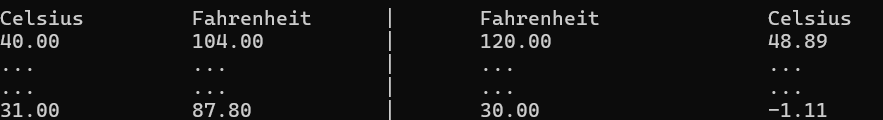 Celsius Fahrenheit | Fahrenheit Celsius
40.00 104.00 | 120.00 48.89
... ... | ... ...
... ... | ... ...
31.00 87.80 | 30.00 -1.11